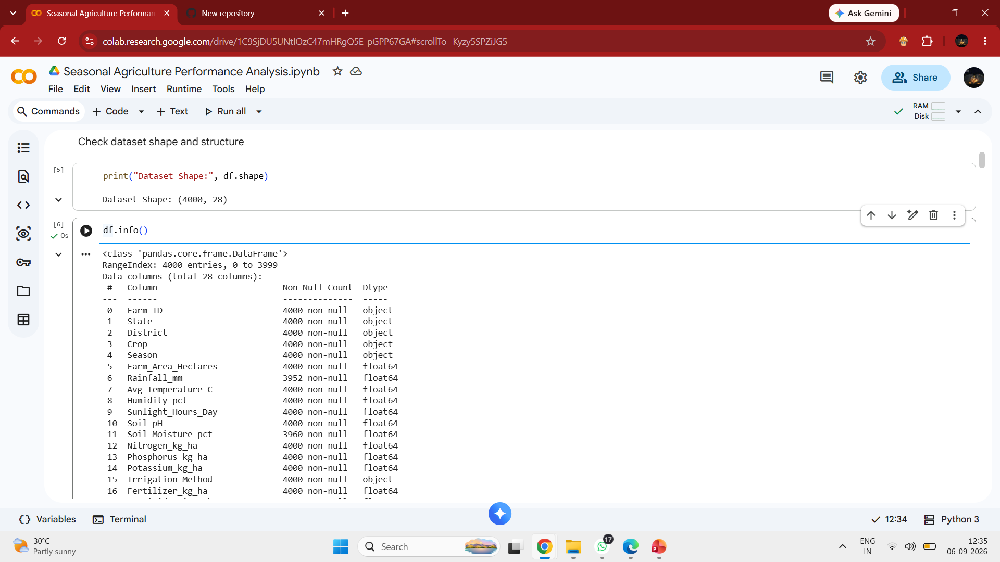 Seasonal Agriculture Performan
New repository
Ask Gemini
colab.research.google.com/drive/1C9SjDU5UNtIOzC47mHRgQ5E_pGPP67GA#scrollTo=Kyzy5SPZiJG5
Seasonal Agriculture Performance Analysis.ipynb
File Edit View Insert Runtime Tools Help
Share
Commands + Code + Text Run all
RAM
Disk
Check dataset shape and structure
[5]
print("Dataset Shape:", df.shape)
Dataset Shape: (4000, 28)
[6]
0s
df.info()
<class 'pandas.core.frame.DataFrame'>
RangeIndex: 4000 entries, 0 to 3999
Data columns (total 28 columns):
# Column Non-Null Count Dtype
--- ------ -------------- -----
0 Farm_ID 4000 non-null object
1 State 4000 non-null object
2 District 4000 non-null object
3 Crop 4000 non-null object
4 Season 4000 non-null object
5 Farm_Area_Hectares 4000 non-null float64
6 Rainfall_mm 3952 non-null float64
7 Avg_Temperature_C 4000 non-null float64
8 Humidity_pct 4000 non-null float64
9 Sunlight_Hours_Day 4000 non-null float64
10 Soil_pH 4000 non-null float64
11 Soil_Moisture_pct 3960 non-null float64
12 Nitrogen_kg_ha 4000 non-null float64
13 Phosphorus_kg_ha 4000 non-null float64
14 Potassium_kg_ha 4000 non-null float64
15 Irrigation_Method 4000 non-null object
16 Fertilizer_kg_ha 4000 non-null float64
Variables Terminal
12:34 Python 3
30°C
Partly sunny
Search
17
ENG
IN
12:35
06-09-2026